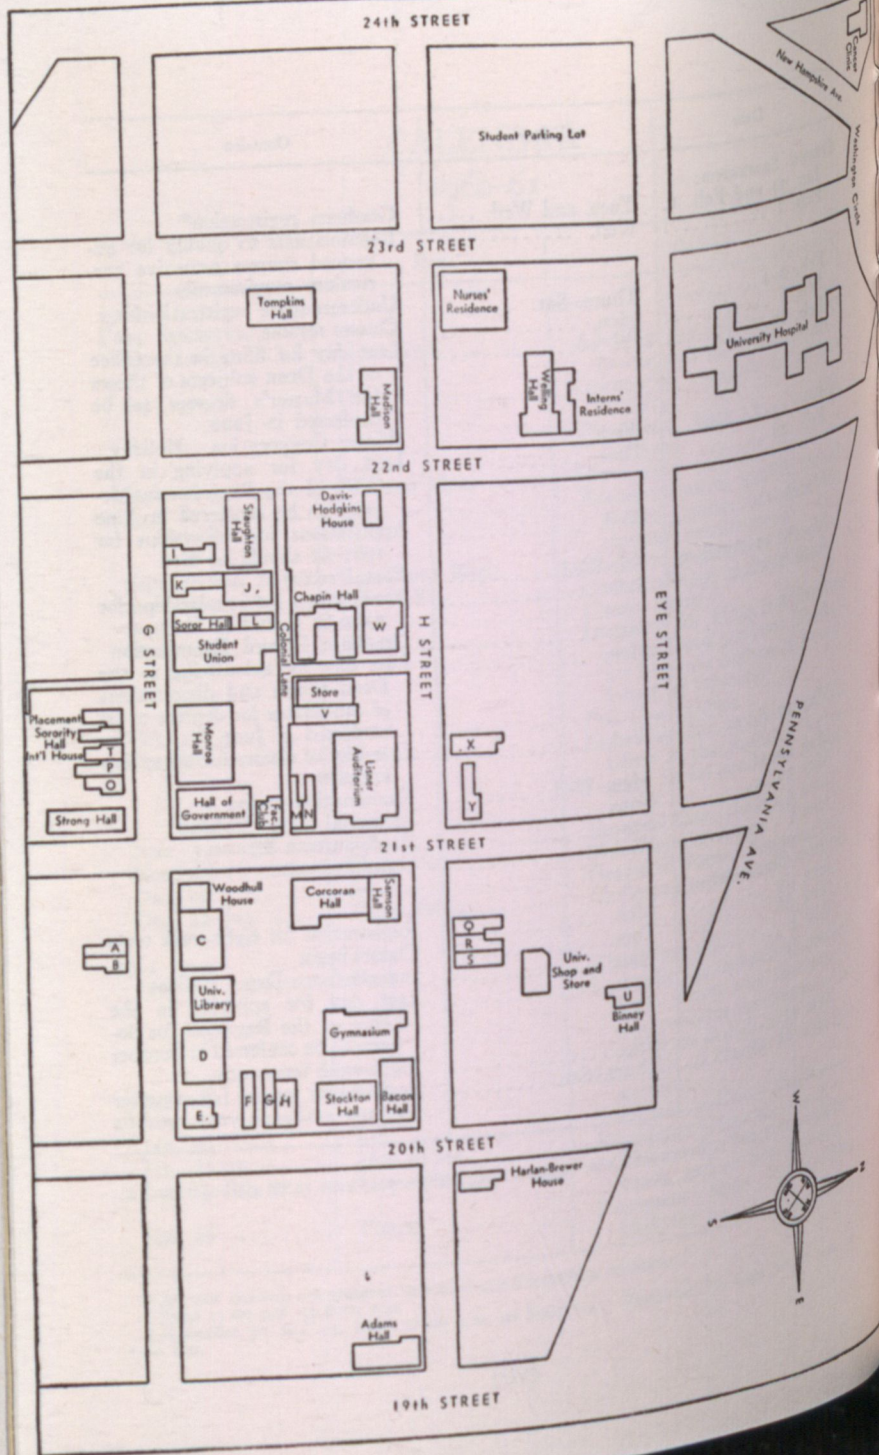 24th STREET
Cancer
Clinic
New Hampshire Ave.
Washington Circle
Student Parking Lot
23rd STREET
Tompkins
Hall
Nurses'
Residence
University Hospital
Madison
Hall
Walling
Hall
Interns'
Residence
22nd STREET
Staughton
Hall
Davis-
Hodgkins
House
I
K
J
Chapin Hall
W
Soror Hall
L
Student
Union
Colonial Lane
G STREET
H STREET
EYE STREET
PENNSYLVANIA AVE.
Store
V
Placement
Sorority
Hall
Int'l House
T
P
O
Monroe
Hall
Lisner
Auditorium
X
Y
Strong Hall
Hall of
Government
Fac.
Club
M
N
21st STREET
Woodhull
House
C
Corcoran
Hall
Samson
Hall
A
B
Q
R
S
Univ.
Shop and
Store
U
Binney
Hall
Univ.
Library
D
Gymnasium
E.
F
G
H
Stockton
Hall
Bacon
Hall
20th STREET
Harlan-Brewer
House
W
N
S
E
Adams
Hall
19th STREET